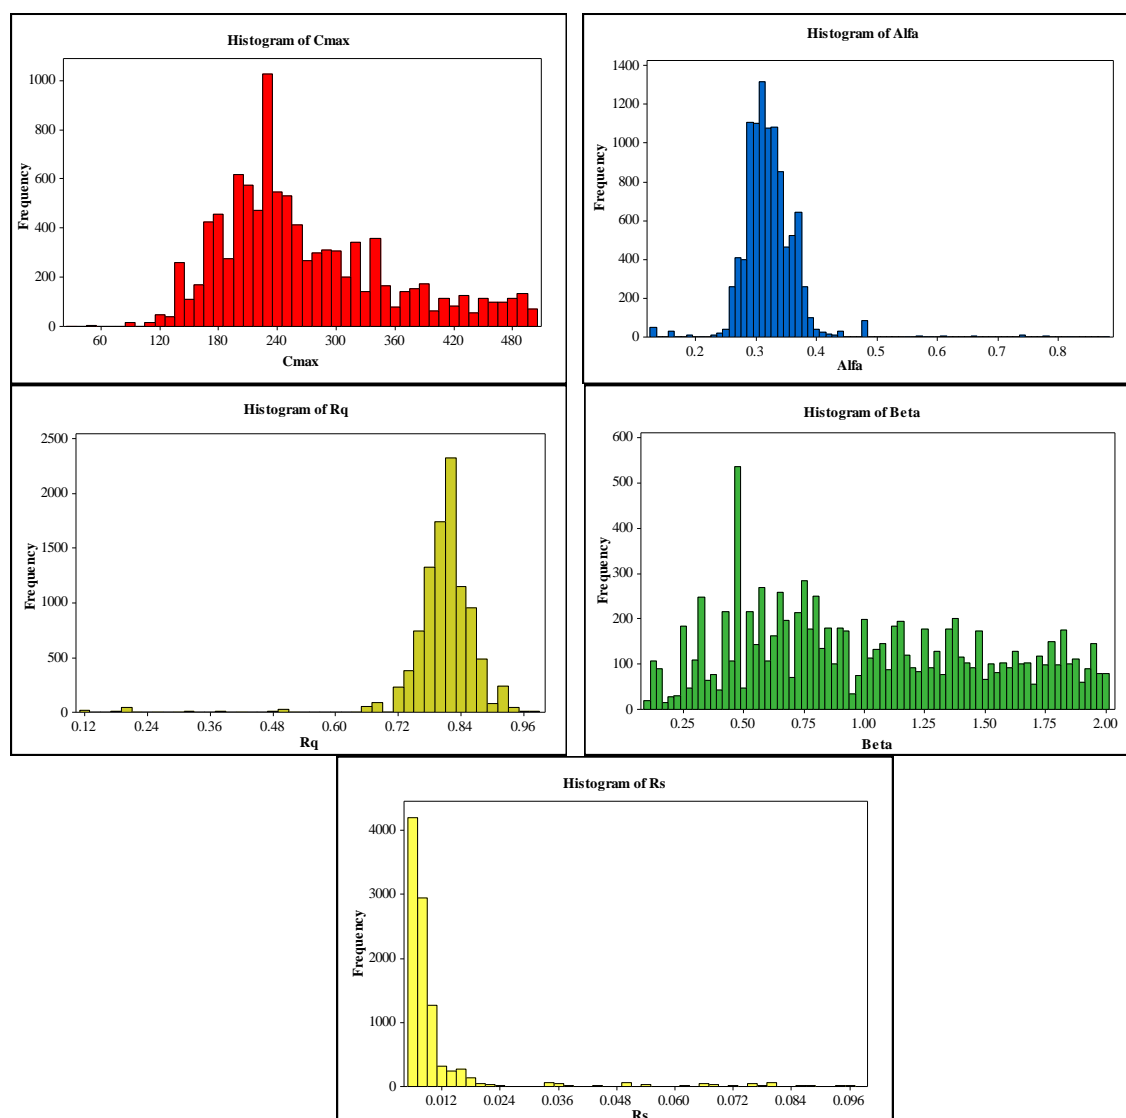 Histogram of Cmax
Frequency
1000
800
600
400
200
0
60 120 180 240 300 360 420 480
Cmax
Histogram of Alfa
Frequency
1400
1200
1000
800
600
400
200
0
0.2 0.3 0.4 0.5 0.6 0.7 0.8
Alfa
Histogram of Rq
Frequency
2500
2000
1500
1000
500
0
0.12 0.24 0.36 0.48 0.60 0.72 0.84 0.96
Rq
Histogram of Beta
Frequency
600
500
400
300
200
100
0
0.25 0.50 0.75 1.00 1.25 1.50 1.75 2.00
Beta
Histogram of Rs
Frequency
4000
3000
2000
1000
0
0.012 0.024 0.036 0.048 0.060 0.072 0.084 0.096
Rs